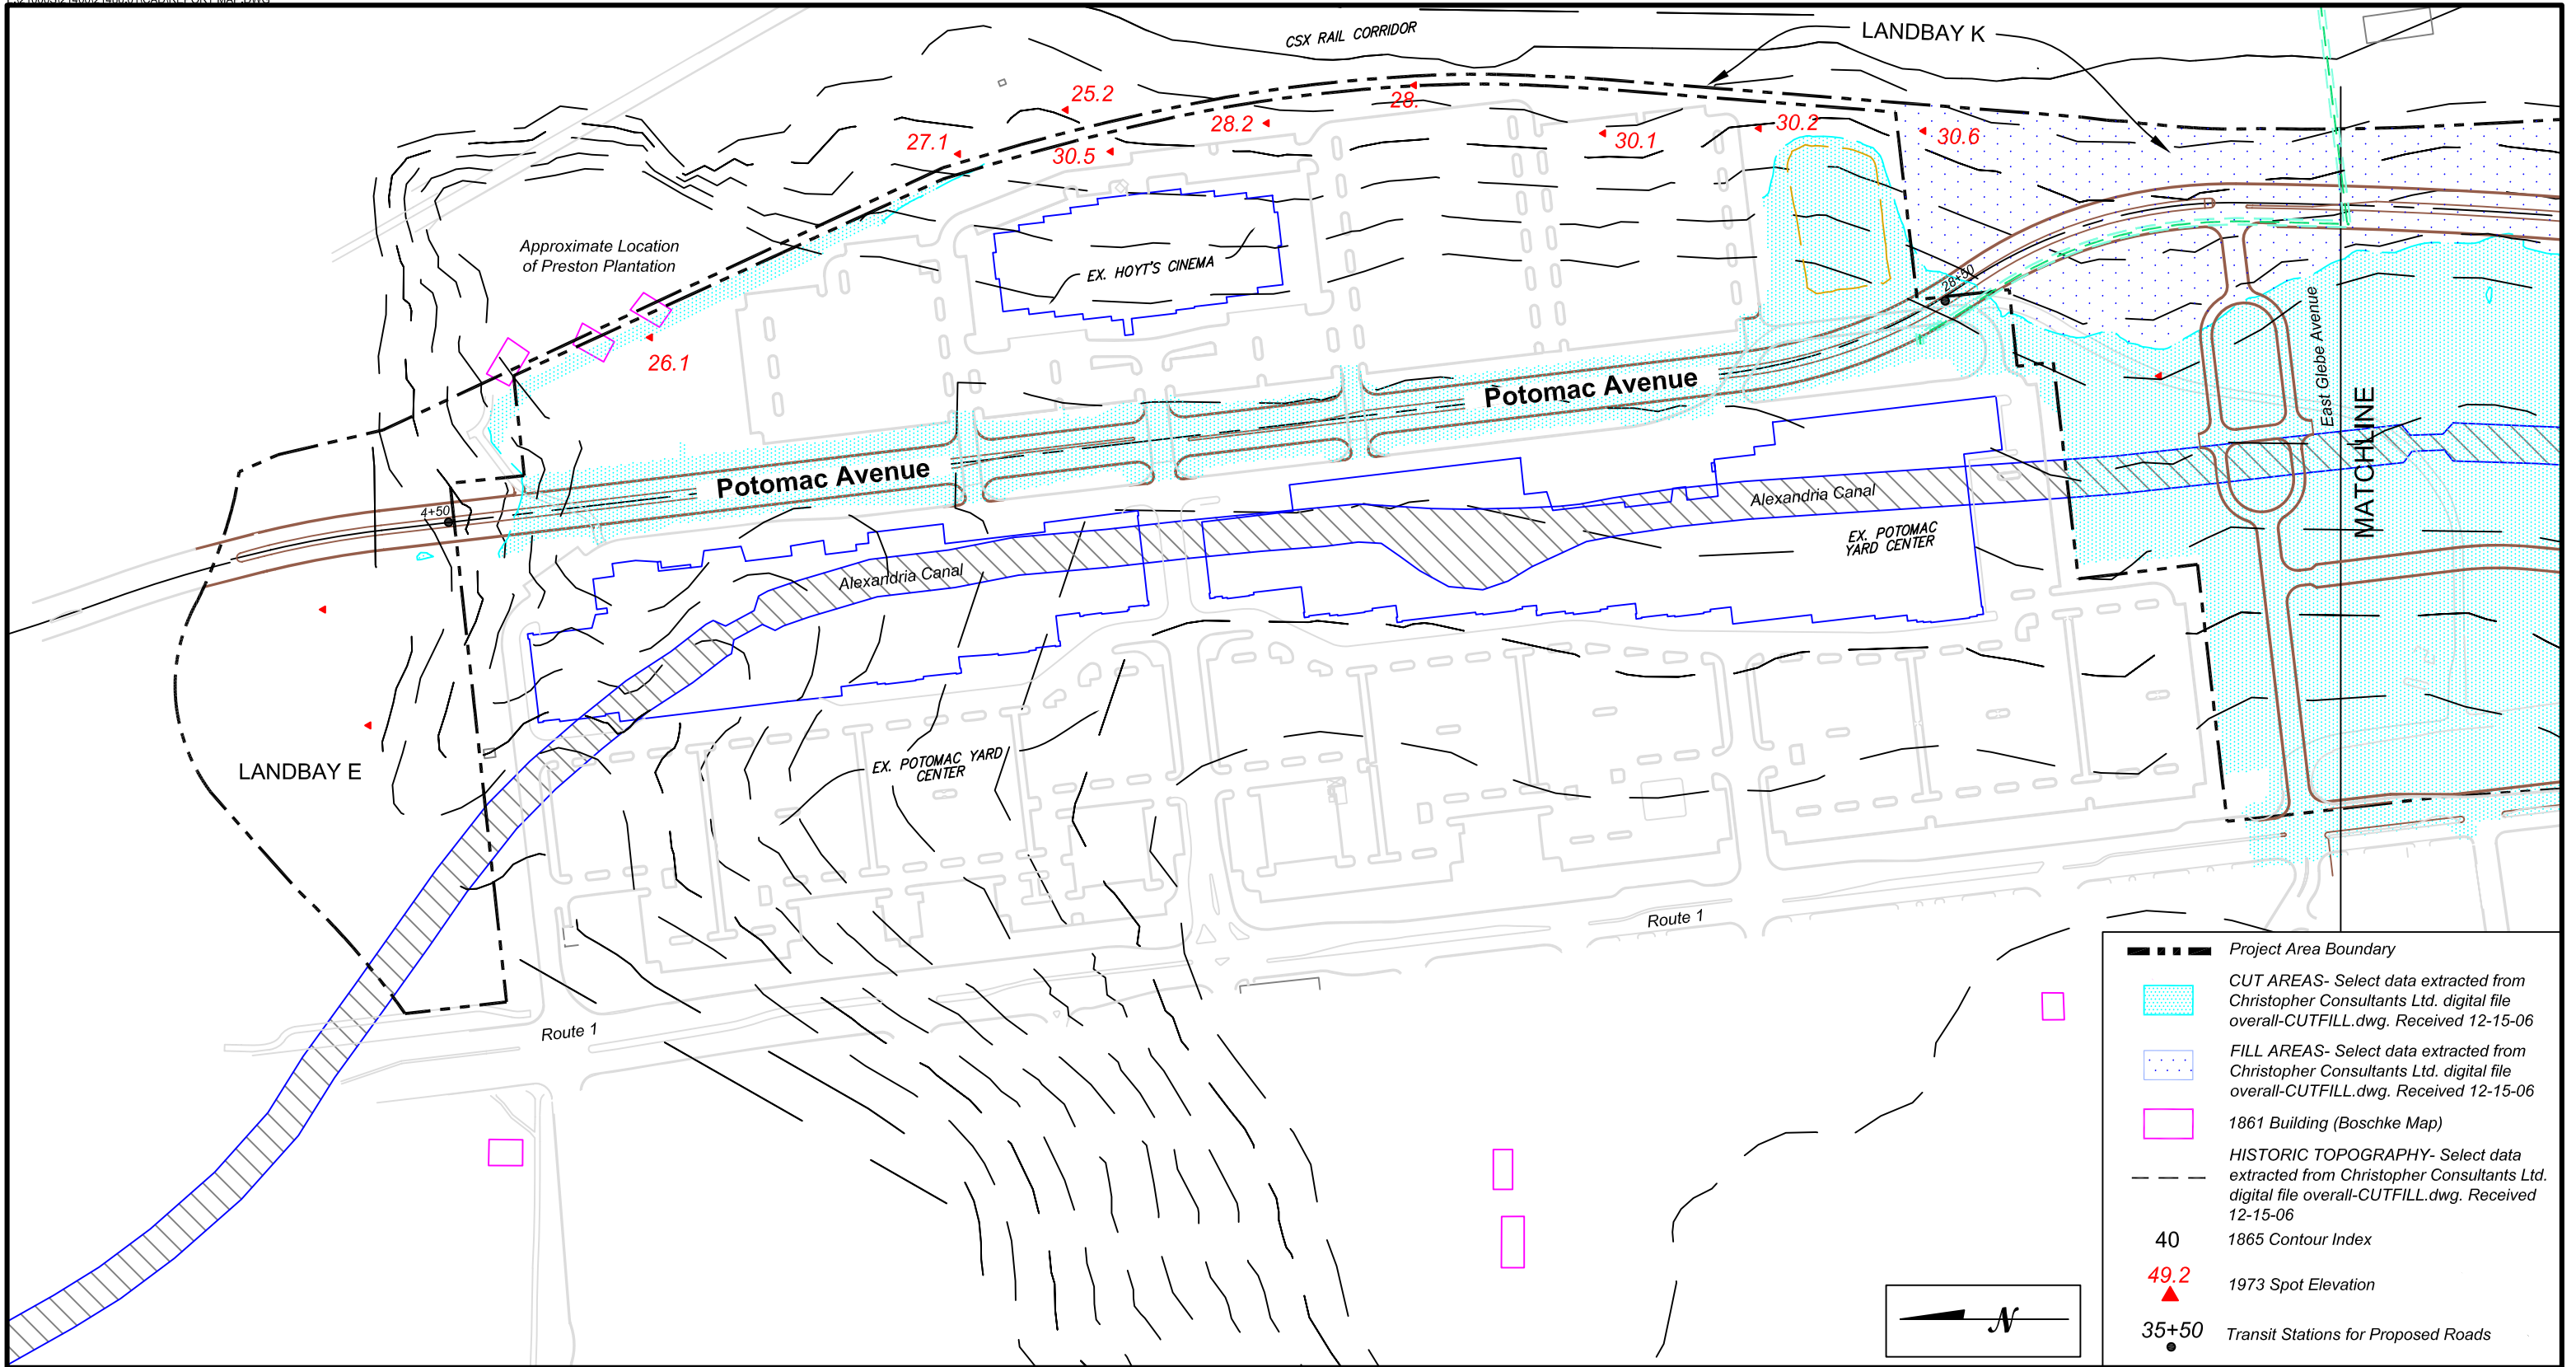 CSX RAIL CORRIDOR
LANDBAY K
25.2
28.
27.1
30.5
28.2
30.1
30.2
30.6
Approximate Location
of Preston Plantation
EX. HOYT'S CINEMA
26.1
28+50
East Glebe Avenue
MATCHLINE
Potomac Avenue
Potomac Avenue
4+50
Alexandria Canal
EX. POTOMAC
YARD CENTER
Alexandria Canal
LANDBAY E
EX. POTOMAC YARD
CENTER
Route 1
Route 1
Project Area Boundary
CUT AREAS- Select data extracted from
Christopher Consultants Ltd. digital file
overall-CUTFILL.dwg. Received 12-15-06
FILL AREAS- Select data extracted from
Christopher Consultants Ltd. digital file
overall-CUTFILL.dwg. Received 12-15-06
1861 Building (Boschke Map)
HISTORIC TOPOGRAPHY- Select data
extracted from Christopher Consultants Ltd.
digital file overall-CUTFILL.dwg. Received
12-15-06
40 1865 Contour Index
49.2
1973 Spot Elevation
35+50 Transit Stations for Proposed Roads
N